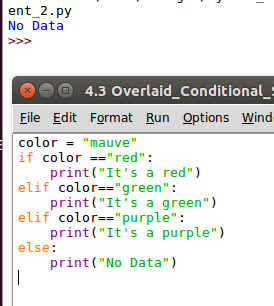 ent_2.py
No Data
>>>
4.3 Overlaid_Conditional_S
File Edit Format Run Options Window
color = "mauve"
if color =="red":
    print("It's a red")
elif color=="green":
    print("It's a green")
elif color=="purple":
    print("It's a purple")
else:
    print("No Data")